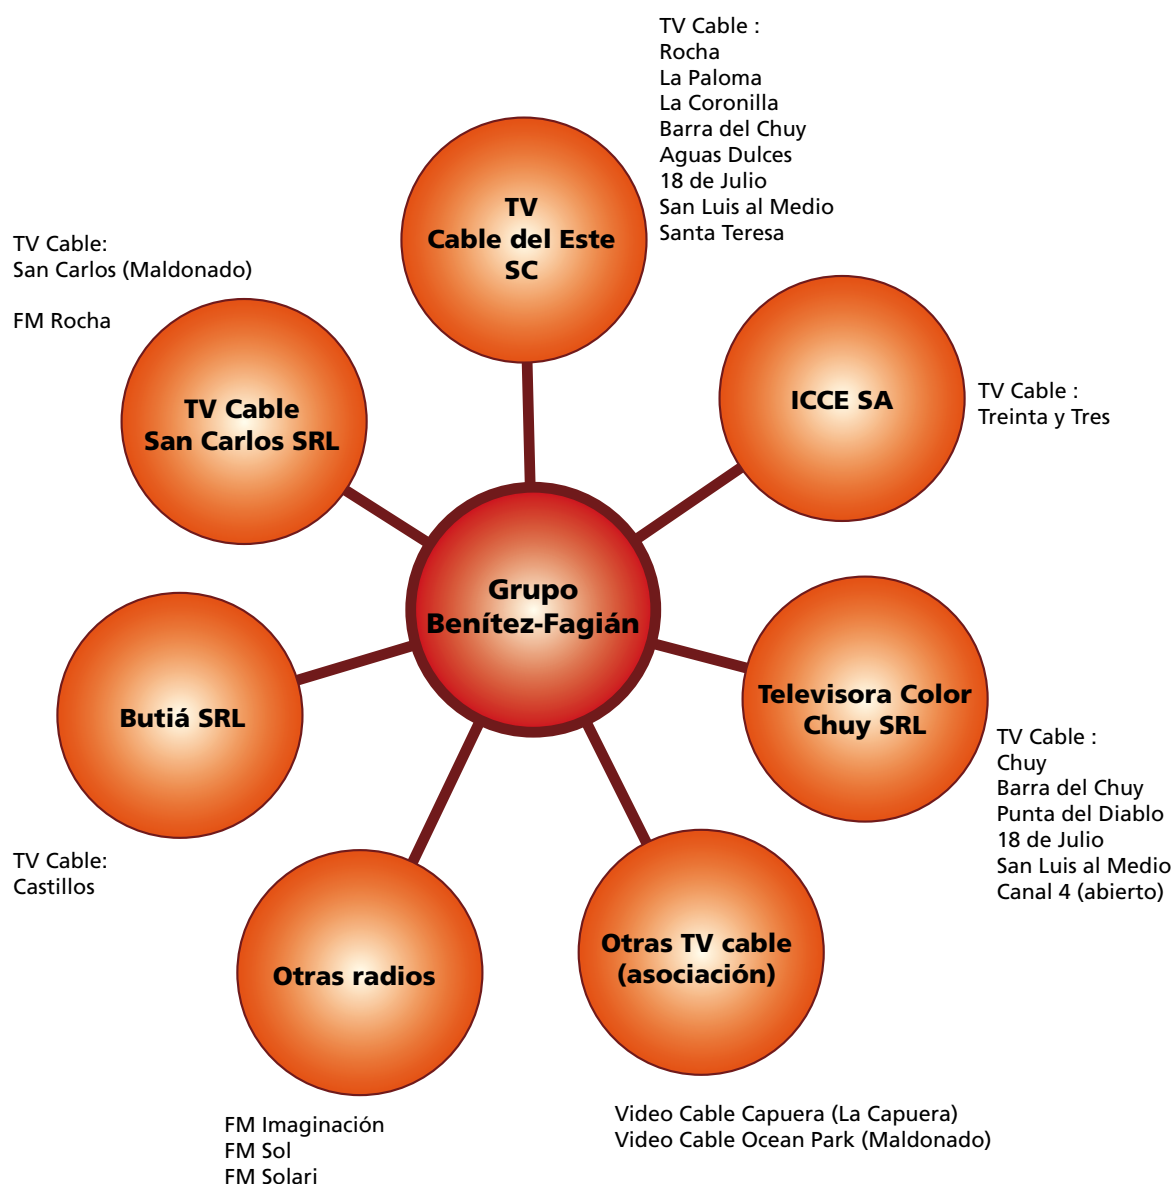 TV Cable :
Rocha
La Paloma
La Coronilla
Barra del Chuy
Aguas Dulces
18 de Julio
San Luis al Medio
Santa Teresa
TV
Cable del Este
SC
TV Cable:
San Carlos (Maldonado)
FM Rocha
TV Cable
San Carlos SRL
ICCE SA
TV Cable :
Treinta y Tres
Grupo
Benítez-Fagián
Butiá SRL
TV Cable:
Castillos
Televisora Color
Chuy SRL
TV Cable :
Chuy
Barra del Chuy
Punta del Diablo
18 de Julio
San Luis al Medio
Canal 4 (abierto)
Otras radios
FM Imaginación
FM Sol
FM Solari
Otras TV cable
(asociación)
Video Cable Capuera (La Capuera)
Video Cable Ocean Park (Maldonado)